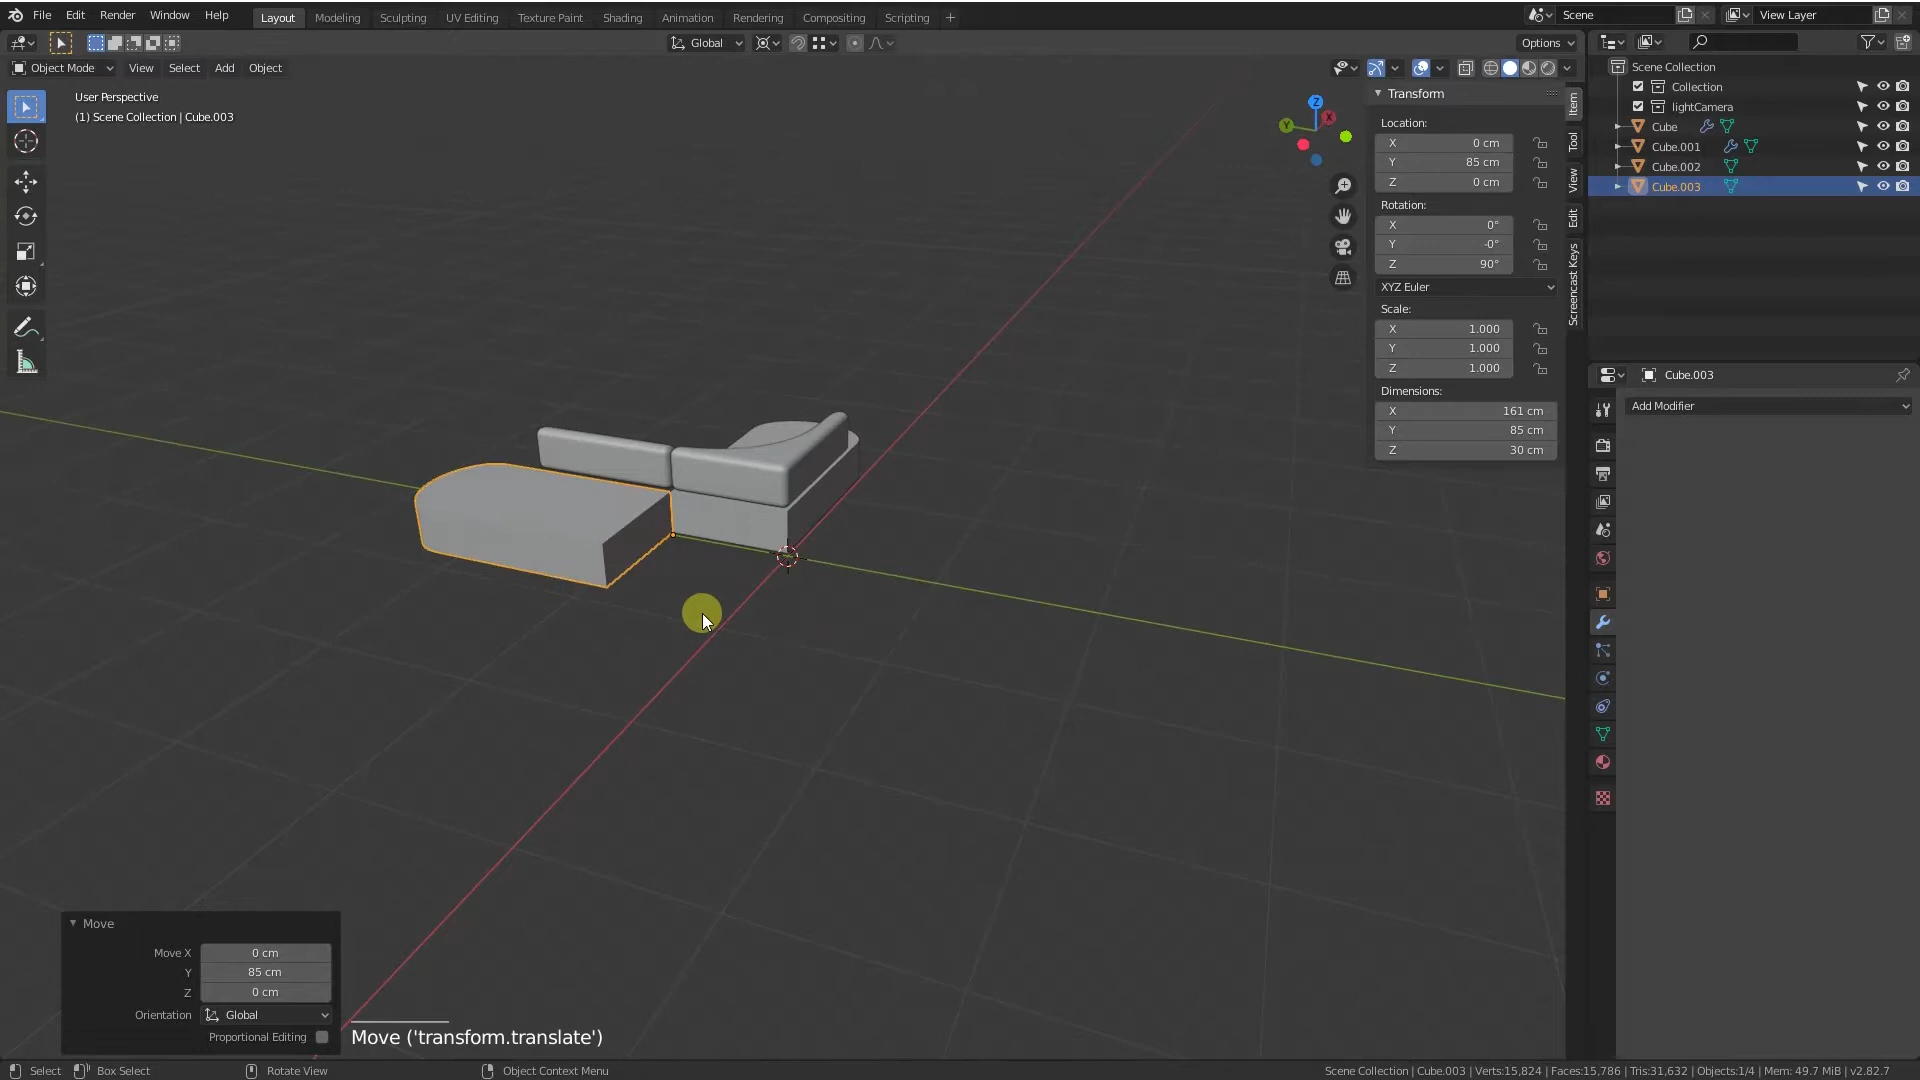 File Edit Render Window Help
Layout Modeling Sculpting UV Editing Texture Paint Shading Animation Rendering Compositing Scripting +
Scene
View Layer
Global
Options
Object Mode View Select Add Object
User Perspective
(1) Scene Collection | Cube.003
Z
X
Y
Transform
Location:
X 0 cm
Y 85 cm
Z 0 cm
Rotation:
X 0°
Y -0°
Z 90°
XYZ Euler
Scale:
X 1.000
Y 1.000
Z 1.000
Dimensions:
X 161 cm
Y 85 cm
Z 30 cm
Item
Tool
View
Edit
Screencast Keys
Scene Collection
Collection
lightCamera
Cube
Cube.001
Cube.002
Cube.003
Cube.003
Add Modifier
Move
Move X 0 cm
Y 85 cm
Z 0 cm
Orientation Global
Proportional Editing
Move ('transform.translate')
Select Box Select Rotate View Object Context Menu
Scene Collection | Cube.003 | Verts:15,824 | Faces:15,786 | Tris:31,632 | Objects:1/4 | Mem: 49.7 MiB | v2.82.7